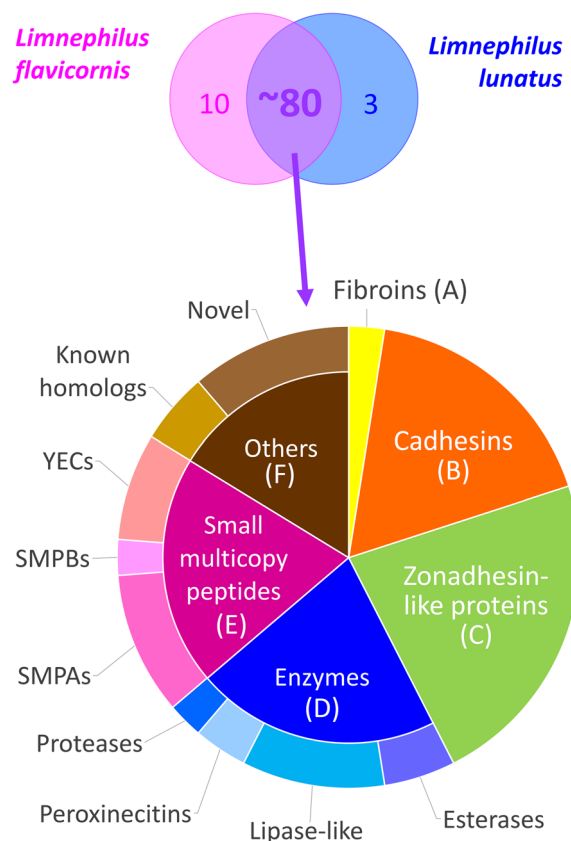 Limnephilus
flavicornis
Limnephilus
lunatus
10
~80
3
Fibroins (A)
Novel
Known
homologs
Others
(F)
Cadhesins
(B)
YECs
Small
multicopy
peptides
(E)
SMPBs
Zonadhesin-
like proteins
(C)
SMPAs
Enzymes
(D)
Proteases
Peroxinecitins
Lipase-like
Esterases